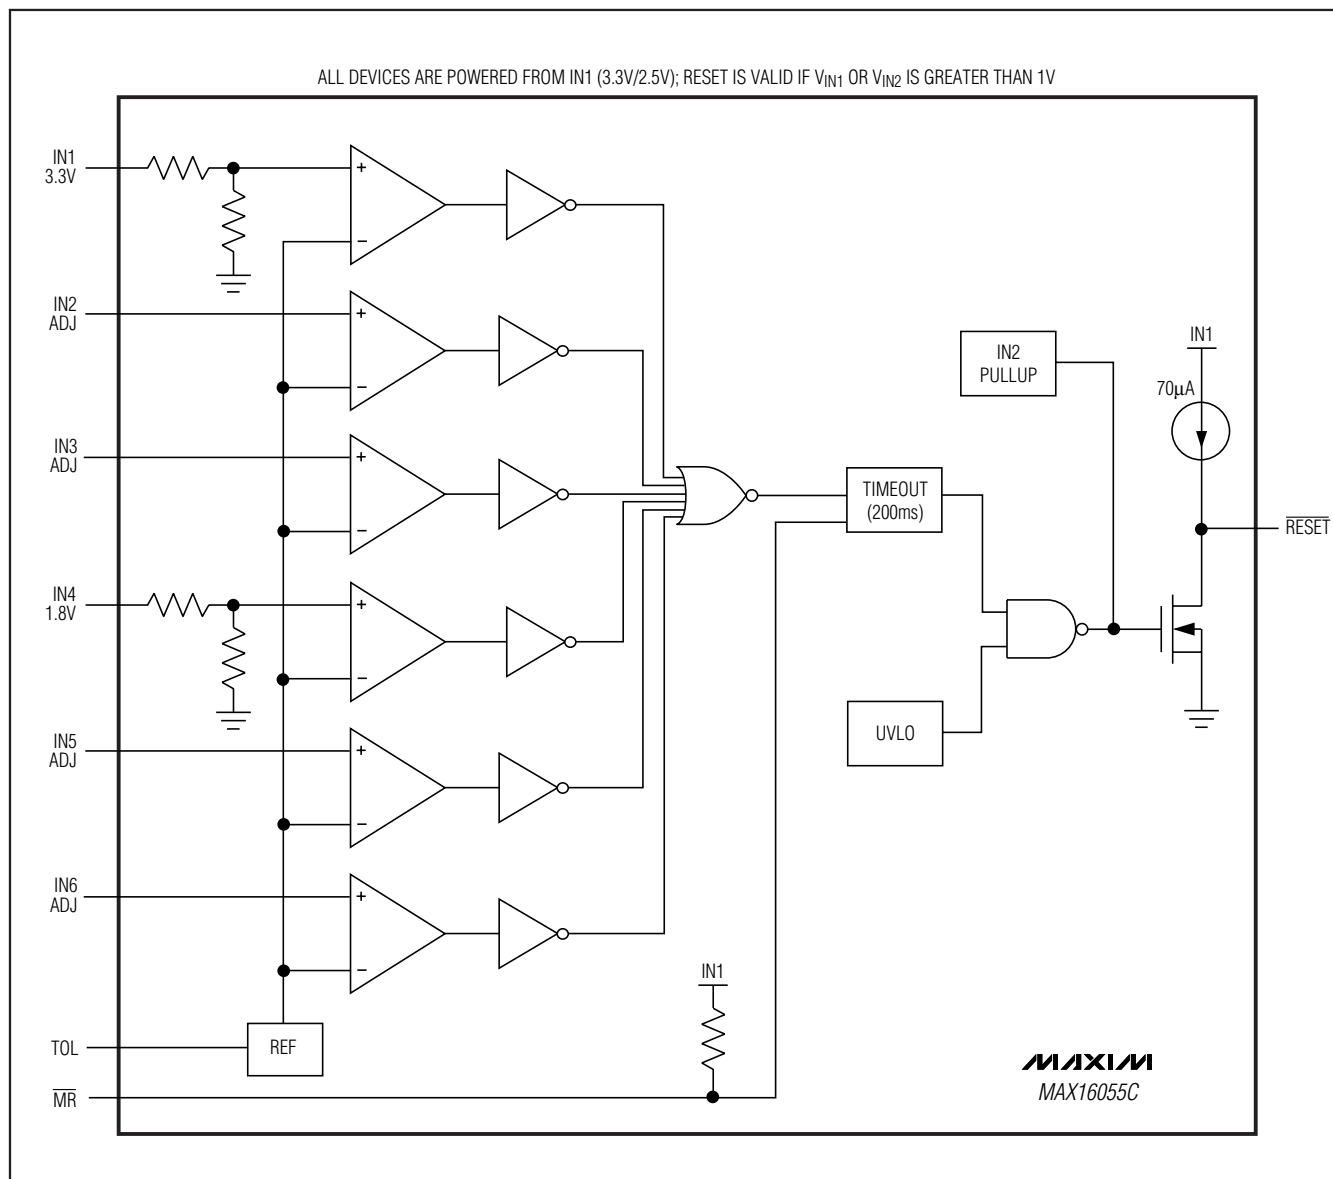 ALL DEVICES ARE POWERED FROM IN1 (3.3V/2.5V); RESET IS VALID IF VIN1 OR VIN2 IS GREATER THAN 1V
IN1
3.3V
+
−
IN2
ADJ
+
−
IN3
ADJ
+
−
IN4
1.8V
+
−
IN5
ADJ
+
−
IN6
ADJ
+
−
TOL
REF
MR
IN1
TIMEOUT
(200ms)
UVLO
IN2
PULLUP
IN1
70µA
RESET
MAXIM
MAX16055C